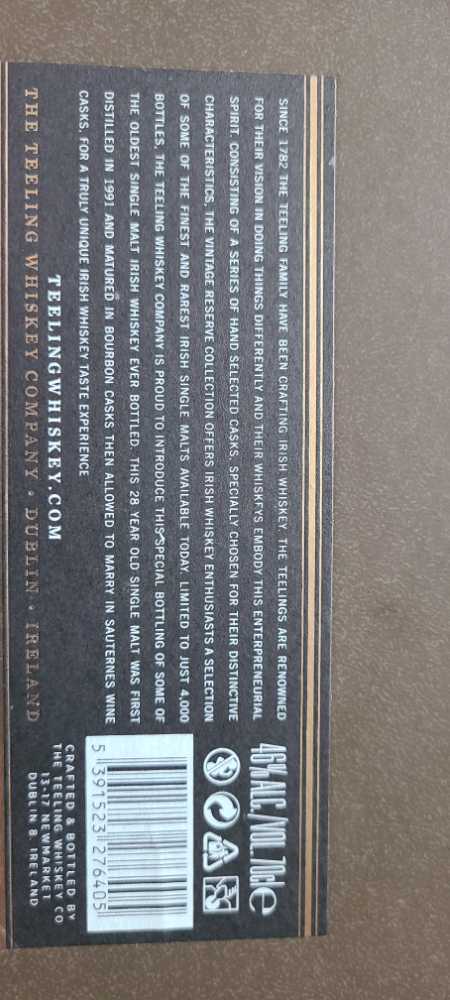 SINCE 1782 THE TEELING FAMILY HAVE BEEN CRAFTING IRISH WHISKEY. THE TEELINGS ARE RENOWNED
FOR THEIR VISION IN DOING THINGS DIFFERENTLY AND THEIR WHISKEYS EMBODY THIS ENTERPRENEURIAL
SPIRIT. CONSISTING OF A SERIES OF HAND SELECTED CASKS, SPECIALLY CHOSEN FOR THEIR DISTINCTIVE
CHARACTERISTICS, THE VINTAGE RESERVE COLLECTION OFFERS IRISH WHISKEY ENTHUSIASTS A SELECTION
OF SOME OF THE FINEST AND RAREST IRISH SINGLE MALTS AVAILABLE TODAY. LIMITED TO JUST 4,000
BOTTLES, THE TEELING WHISKEY COMPANY IS PROUD TO INTRODUCE THIS SPECIAL BOTTLING OF SOME OF
THE OLDEST SINGLE MALT IRISH WHISKEY EVER BOTTLED. THIS 28 YEAR OLD SINGLE MALT WAS FIRST
DISTILLED IN 1991 AND MATURED IN BOURBON CASKS THEN ALLOWED TO MARRY IN SAUTERNES WINE
CASKS, FOR A TRULY UNIQUE IRISH WHISKEY TASTE EXPERIENCE
TEELINGWHISKEY.COM
THE TEELING WHISKEY COMPANY • DUBLIN • IRELAND
46% ALC./VOL. 70cl e
5 391523 276405
CRAFTED & BOTTLED BY
THE TEELING WHISKEY CO
13-17 NEWMARKET
DUBLIN 8, IRELAND